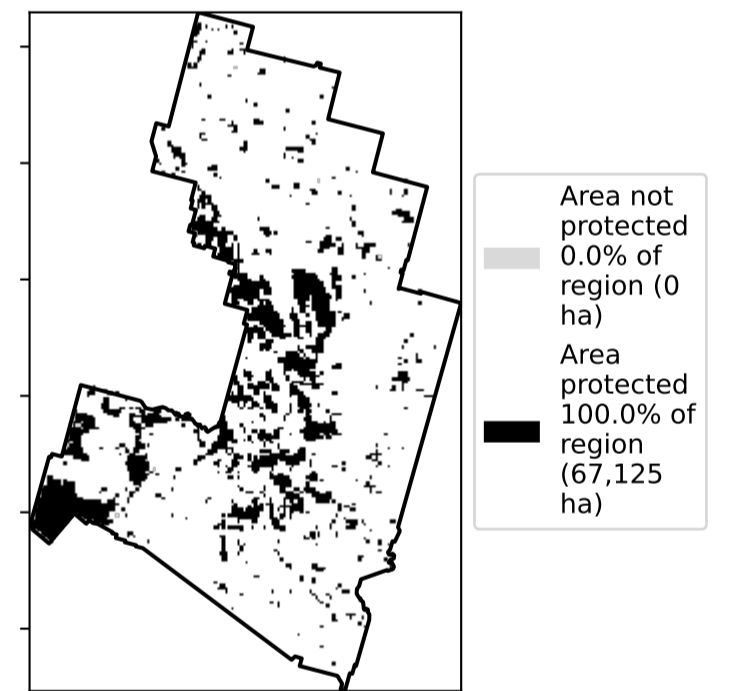 Area not
protected
0.0% of
region (0
ha)
Area
protected
100.0% of
region
(67,125
ha)